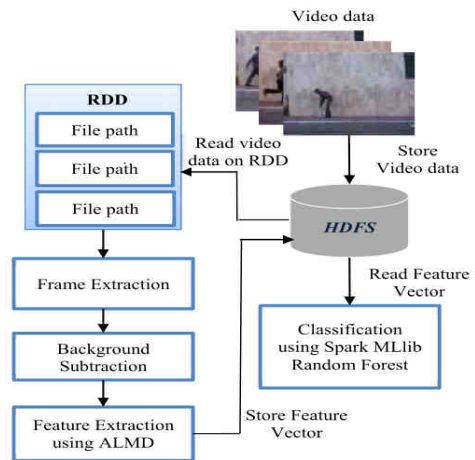 Video data
RDD
File path
File path
File path
Read video
data on RDD
Store
Video data
HDFS
Frame Extraction
Read Feature
Vector
Background
Subtraction
Classification
using Spark MLlib
Random Forest
Feature Extraction
using ALMD
Store Feature
Vector